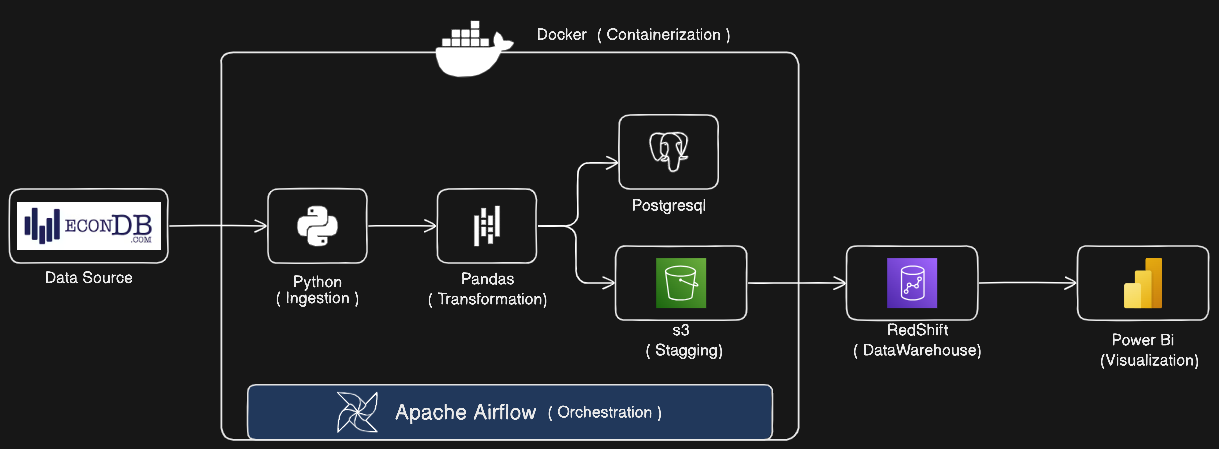 Docker ( Containerization )
Postgresql
ECONDB
.COM
Data Source
Python
( Ingestion )
Pandas
( Transformation)
s3
( Stagging)
RedShift
( DataWarehouse)
Power Bi
(Visualization)
Apache Airflow ( Orchestration )